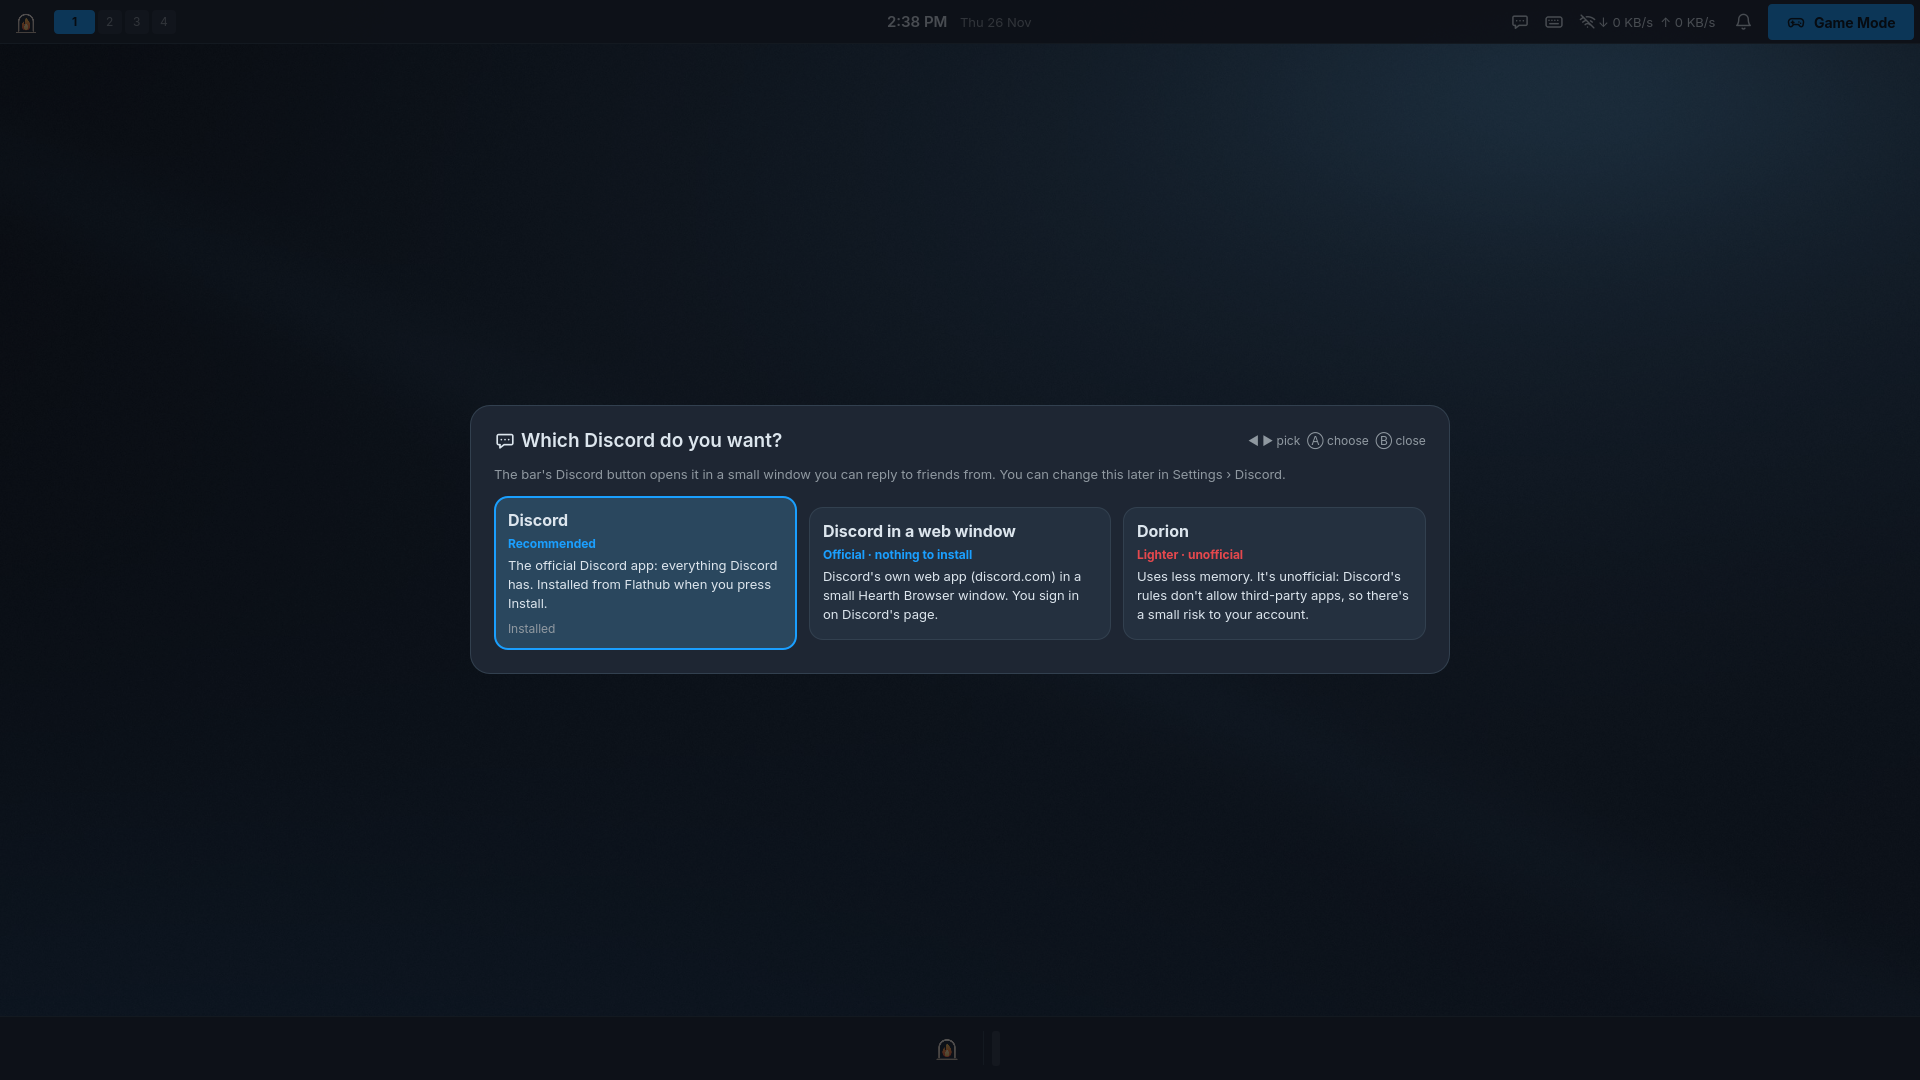 1 2 3 4
2:38 PM Thu 26 Nov
↓ 0 KB/s ↑ 0 KB/s
Game Mode
Which Discord do you want?
◀ ▶ pick Ⓐ choose Ⓑ close
The bar's Discord button opens it in a small window you can reply to friends from. You can change this later in Settings › Discord.
Discord
Recommended
The official Discord app: everything Discord
has. Installed from Flathub when you press
Install.
Installed
Discord in a web window
Official · nothing to install
Discord's own web app (discord.com) in a
small Hearth Browser window. You sign in
on Discord's page.
Dorion
Lighter · unofficial
Uses less memory. It's unofficial: Discord's
rules don't allow third-party apps, so there's
a small risk to your account.